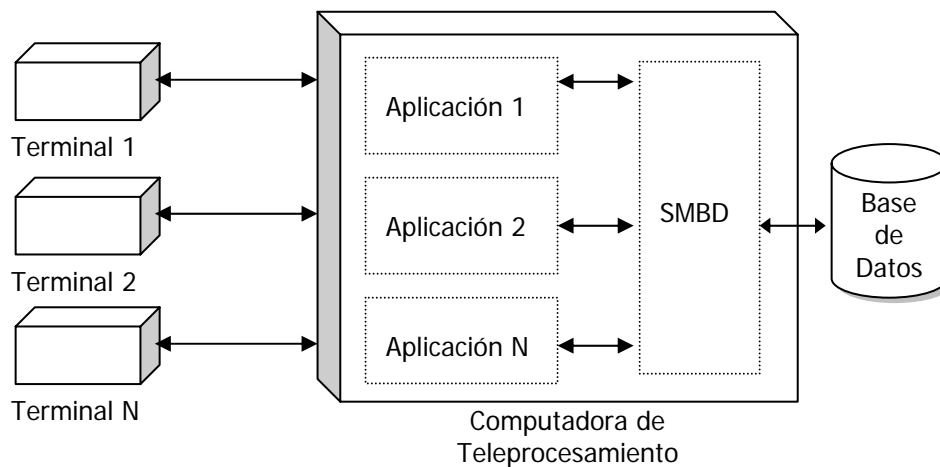 Terminal 1
Terminal 2
Terminal N
Aplicación 1
Aplicación 2
Aplicación N
SMBD
Base
de
Datos
Computadora de
Teleprocesamiento